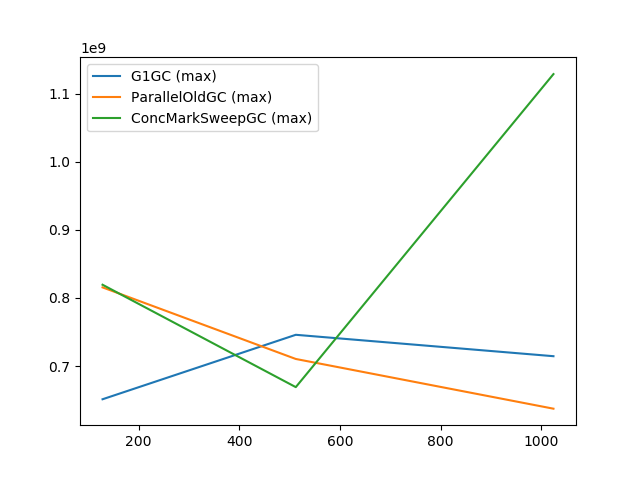 1e9
G1GC (max)
ParallelOldGC (max)
ConcMarkSweepGC (max)
1.1
1.0
0.9
0.8
0.7
200 400 600 800 1000